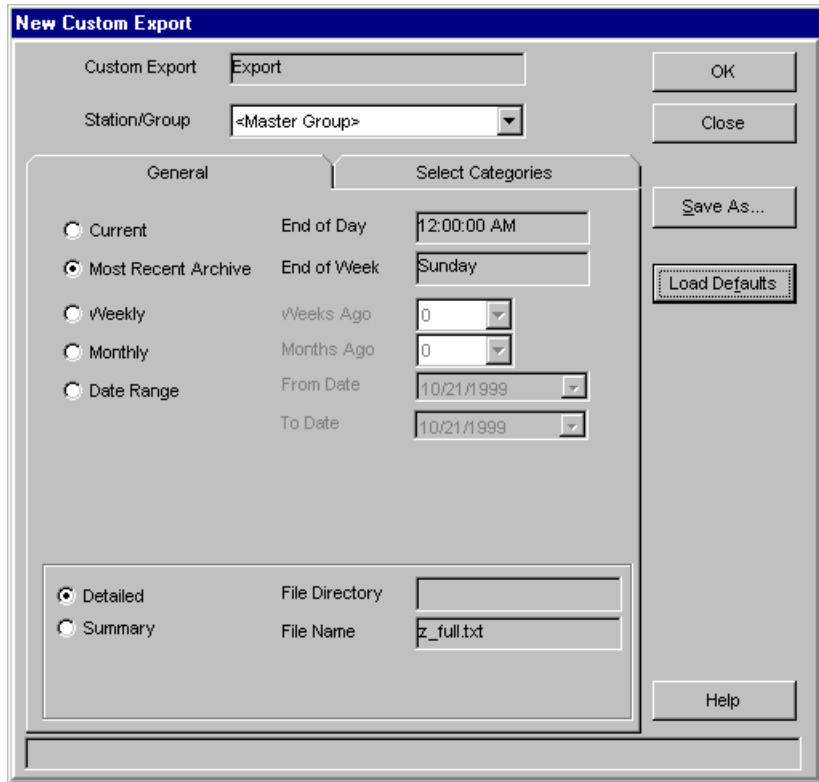 New Custom Export
Custom Export Export OK
Station/Group <Master Group> Close
General Select Categories
Save As...
Current End of Day 12:00:00 AM
Most Recent Archive End of Week Sunday
Load Defaults
Weekly Weeks Ago 0
Monthly Months Ago 0
Date Range From Date 10/21/1999
To Date 10/21/1999
Detailed File Directory
Summary File Name z_full.txt
Help